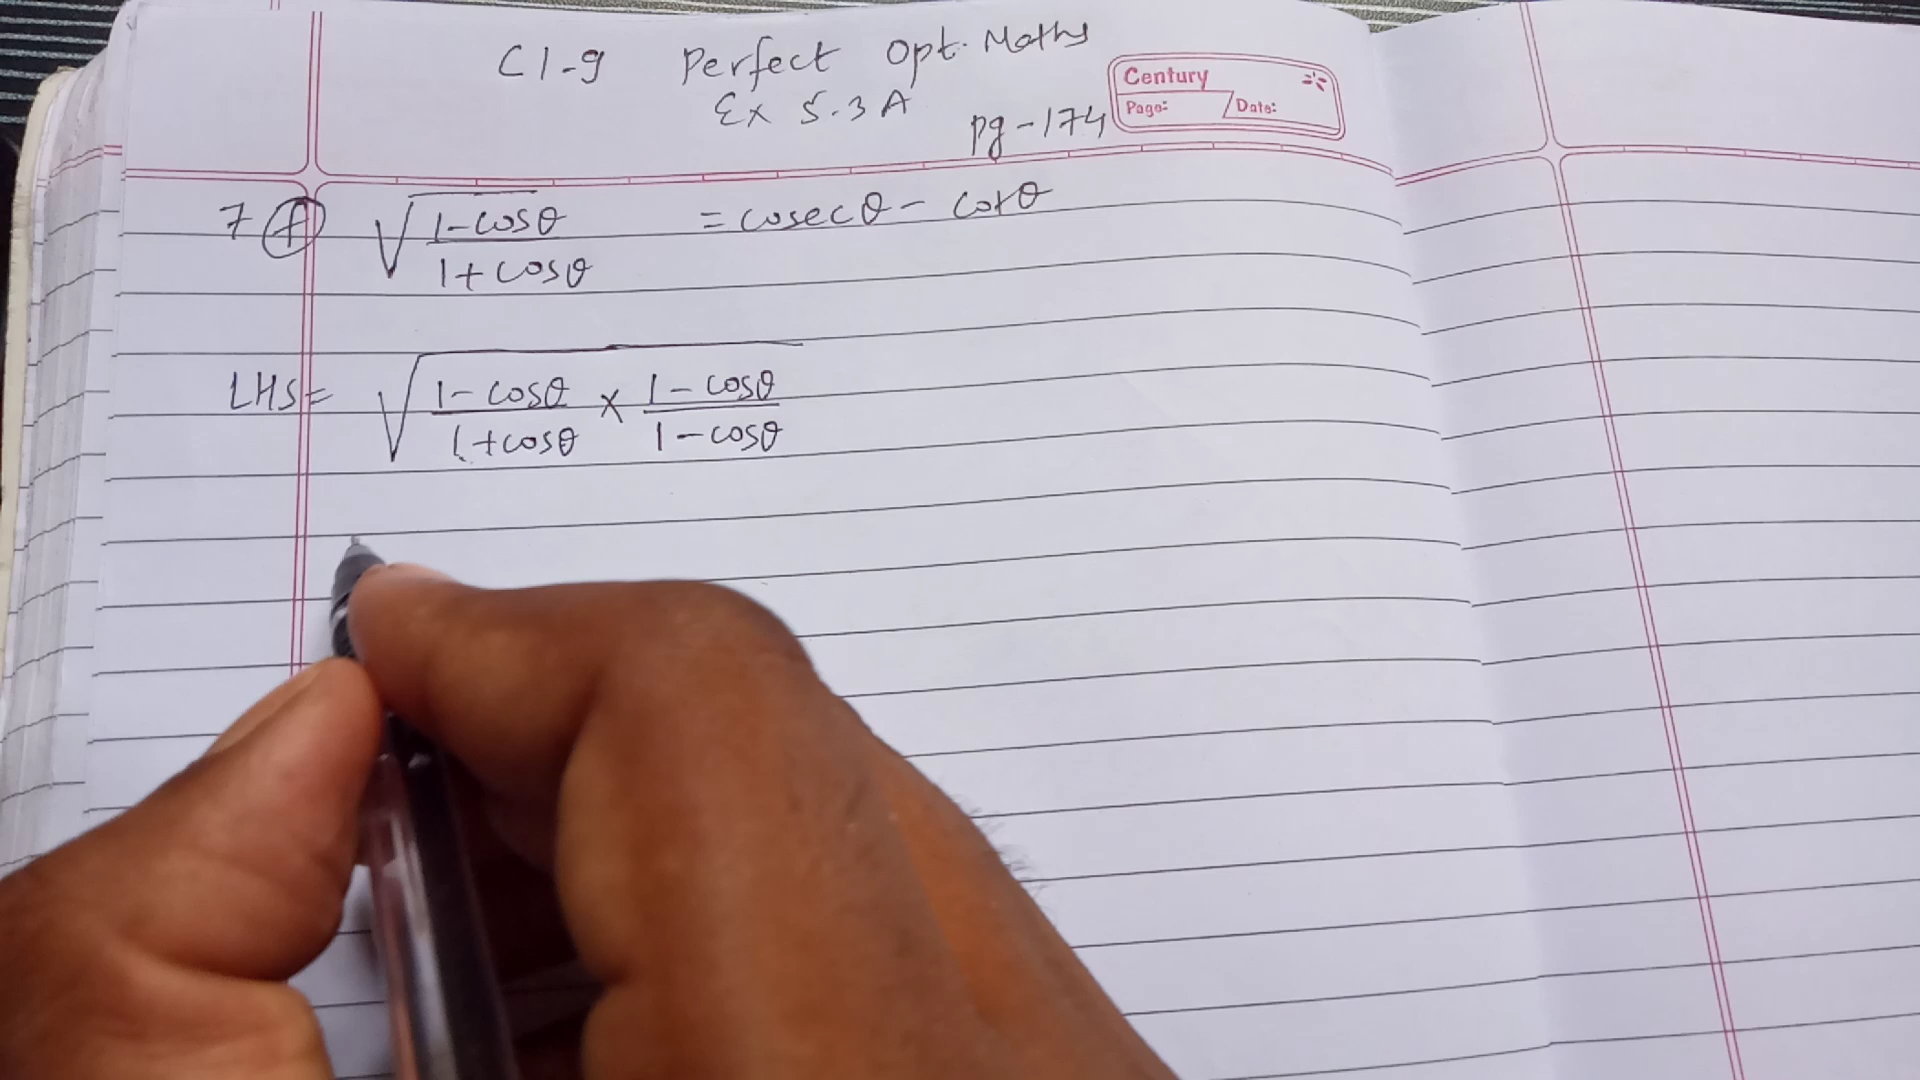 Cl-9 Perfect Opt. Maths
Ex 5.3 A
pg-174
Century
Page: Date:
7 (f) √((1-cosθ)/(1+cosθ)) = cosecθ - cotθ
LHS = √((1-cosθ)/(1+cosθ) × (1-cosθ)/(1-cosθ))